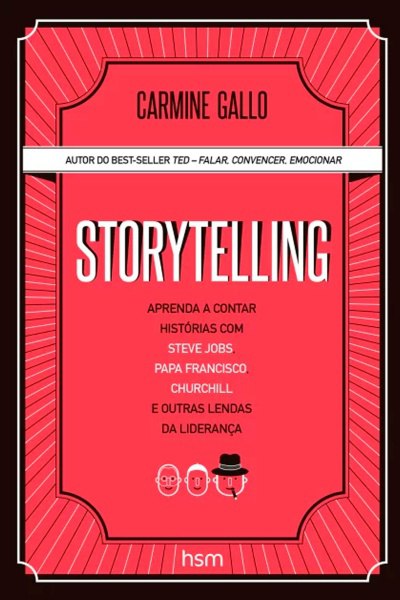 CARMINE GALLO
AUTOR DO BEST-SELLER TED – FALAR, CONVENCER, EMOCIONAR
STORYTELLING
APRENDA A CONTAR
HISTÓRIAS COM
STEVE JOBS,
PAPA FRANCISCO,
CHURCHILL
E OUTRAS LENDAS
DA LIDERANÇA
hsm